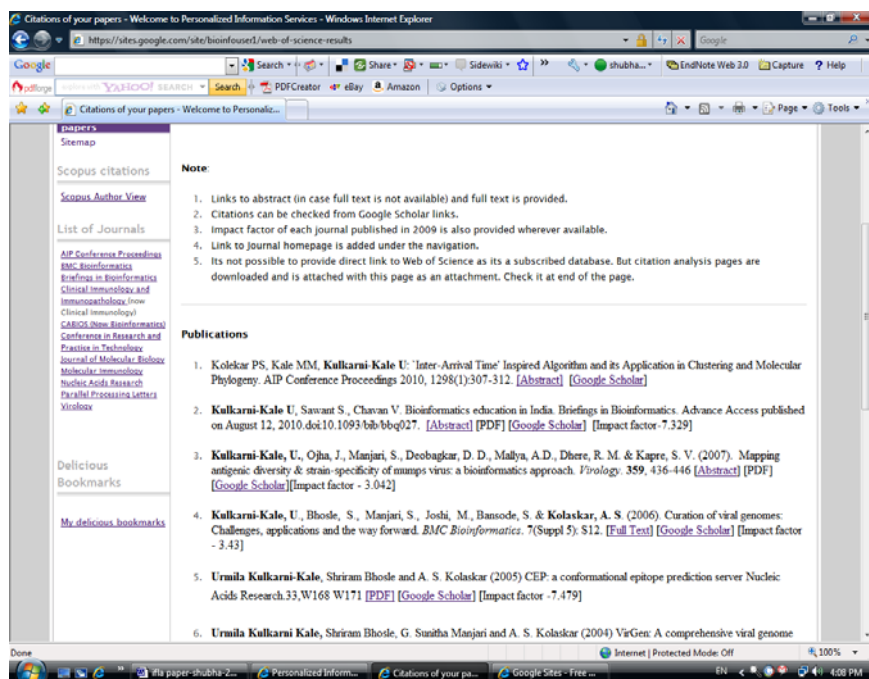 Citations of your papers - Welcome to Personalized Information Services - Windows Internet Explorer
https://sites.google.com/site/bioinfouser1/web-of-science-results
Google
Google Search Share Sidewiki » shubha... EndNote Web 3.0 Capture ? Help
pdfforge YAHOO! SEARCH Search PDFCreator eBay Amazon Options
Citations of your papers - Welcome to Personaliz... Page Tools
papers
Sitemap
Scopus citations
Scopus Author View
List of Journals
AIP Conference Proceedings
BMC Bioinformatics
Briefings in Bioinformatics
Clinical Immunology and
Immunopathology (now
Clinical Immunology)
CABIOS (Now Bioinformatics)
Conference in Research and
Practice in Technology
Journal of Molecular Biology
Molecular Immunology
Nucleic Acids Research
Parallel Processing Letters
Virology
Delicious
Bookmarks
My delicious bookmarks
Note:
1. Links to abstract (in case full text is not available) and full text is provided.
2. Citations can be checked from Google Scholar links.
3. Impact factor of each journal published in 2009 is also provided wherever available.
4. Link to Journal homepage is added under the navigation.
5. Its not possible to provide direct link to Web of Science as its a subscribed database. But citation analysis pages are
downloaded and is attached with this page as an attachment. Check it at end of the page.
Publications
1. Kolekar PS, Kale MM, Kulkarni-Kale U: `Inter-Arrival Time' Inspired Algorithm and its Application in Clustering and Molecular
Phylogeny. AIP Conference Proceedings 2010, 1298(1):307-312. [Abstract] [Google Scholar]
2. Kulkarni-Kale U, Sawant S., Chavan V. Bioinformatics education in India. Briefings in Bioinformatics. Advance Access published
on August 12, 2010.doi10.1093/bib/bbq027. [Abstract] [PDF] [Google Scholar] [Impact factor-7.329]
3. Kulkarni-Kale, U., Ojha, J., Manjari, S., Deobagkar, D. D., Mallya, A.D., Dhere, R. M. & Kapre, S. V. (2007). Mapping
antigenic diversity & strain-specificity of mumps virus: a bioinformatics approach. Virology. 359, 436-446 [Abstract] [PDF]
[Google Scholar][Impact factor - 3.042]
4. Kulkarni-Kale, U., Bhosle, S., Manjari, S., Joshi, M., Bansode, S. & Kolaskar, A. S. (2006). Curation of viral genomes:
Challenges, applications and the way forward. BMC Bioinformatics. 7(Suppl 5): S12. [Full Text] [Google Scholar] [Impact factor
- 3.43]
5. Urmila Kulkarni-Kale, Shriram Bhosle and A. S. Kolaskar (2005) CEP: a conformational epitope prediction server Nucleic
Acids Research.33,W168 W171 [PDF] [Google Scholar] [Impact factor -7.479]
6. Urmila Kulkarni Kale, Shriram Bhosle, G. Sunitha Manjari and A. S. Kolaskar (2004) VirGen: A comprehensive viral genome
Done Internet | Protected Mode: Off 100%
ifla paper-shubha-2... Personalized Inform... Citations of your pa... Google Sites - Free ... EN 4:08 PM